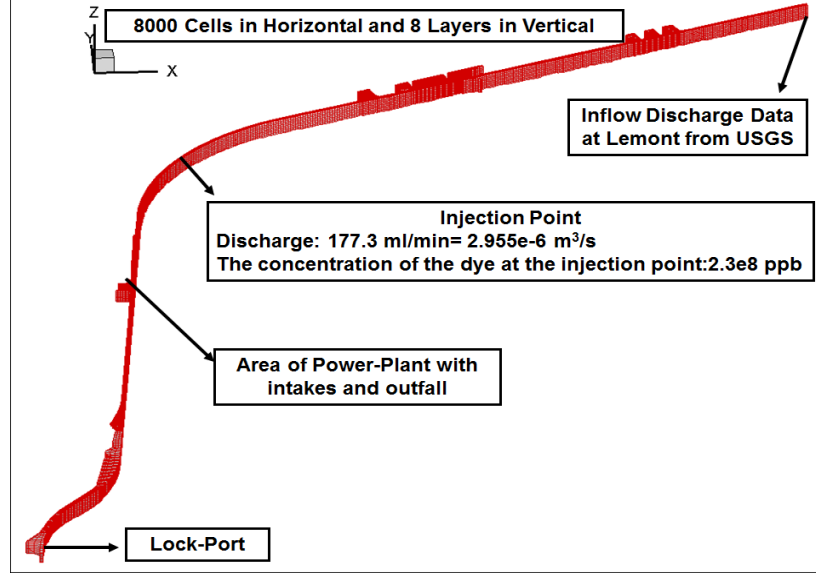 Z
8000 Cells in Horizontal and 8 Layers in Vertical
Y
X
Inflow Discharge Data
at Lemont from USGS
Injection Point
Discharge: 177.3 ml/min= 2.955e-6 m³/s
The concentration of the dye at the injection point:2.3e8 ppb
Area of Power-Plant with
intakes and outfall
Lock-Port